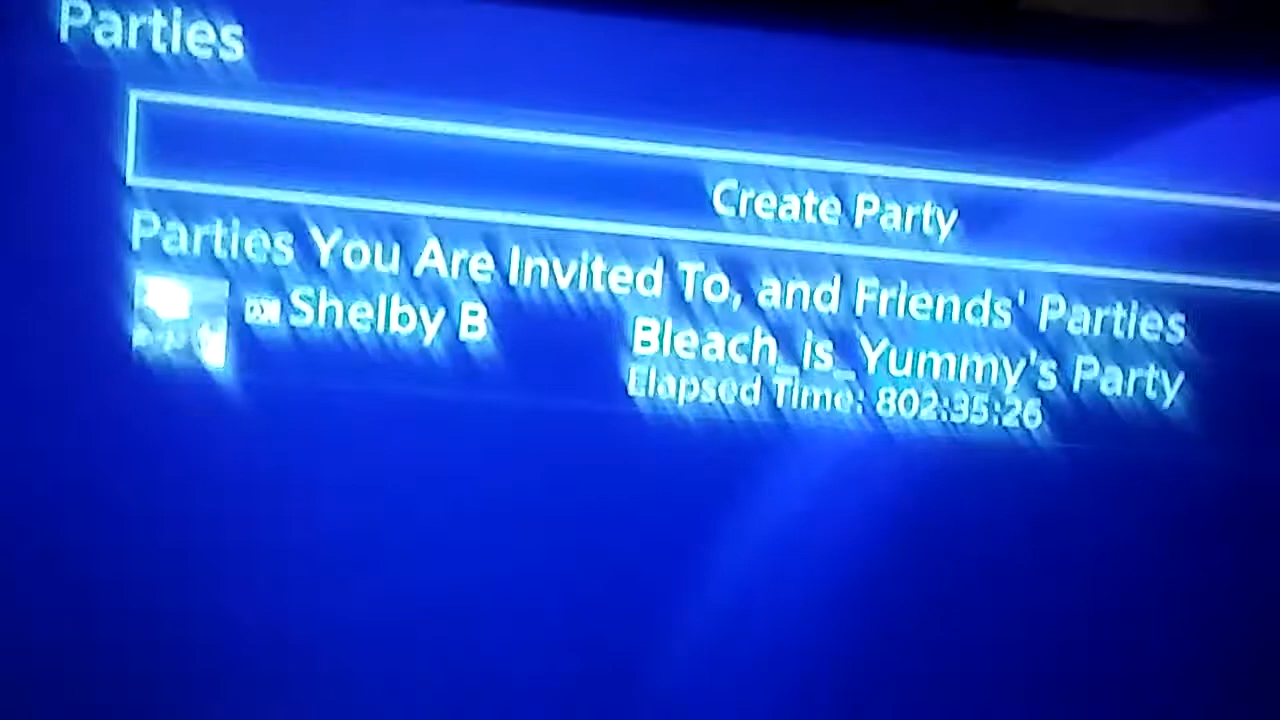 Parties
Create Party
Parties You Are Invited To, and Friends' Parties
Shelby B
Bleach_is_Yummy's Party
Elapsed Time: 802:35:26